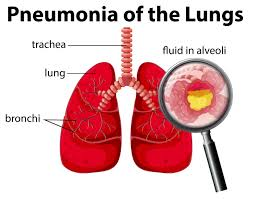 Pneumonia of the Lungs
trachea
fluid in alveoli
lung
bronchi